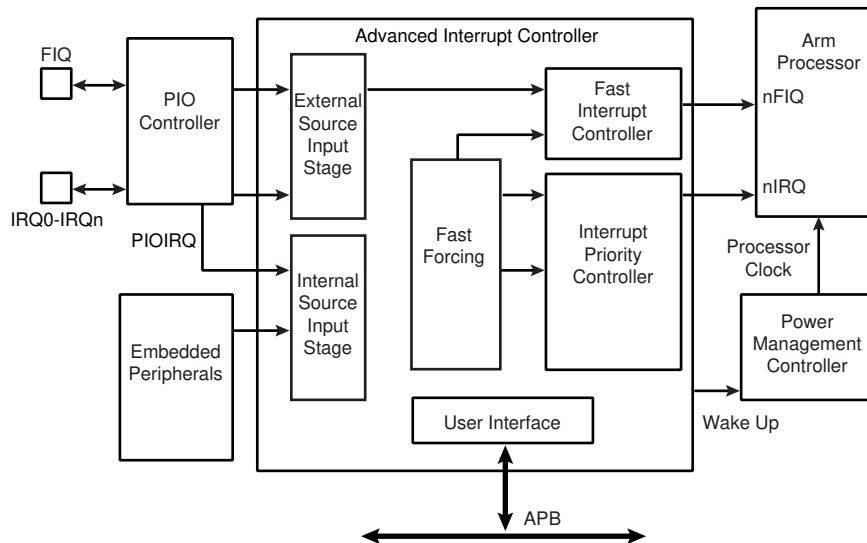 Advanced Interrupt Controller
FIQ
PIO
Controller
IRQ0-IRQn
PIOIRQ
External
Source
Input
Stage
Internal
Source
Input
Stage
Embedded
Peripherals
Fast
Forcing
Fast
Interrupt
Controller
Interrupt
Priority
Controller
Arm
Processor
nFIQ
nIRQ
Processor
Clock
Power
Management
Controller
Wake Up
User Interface
APB